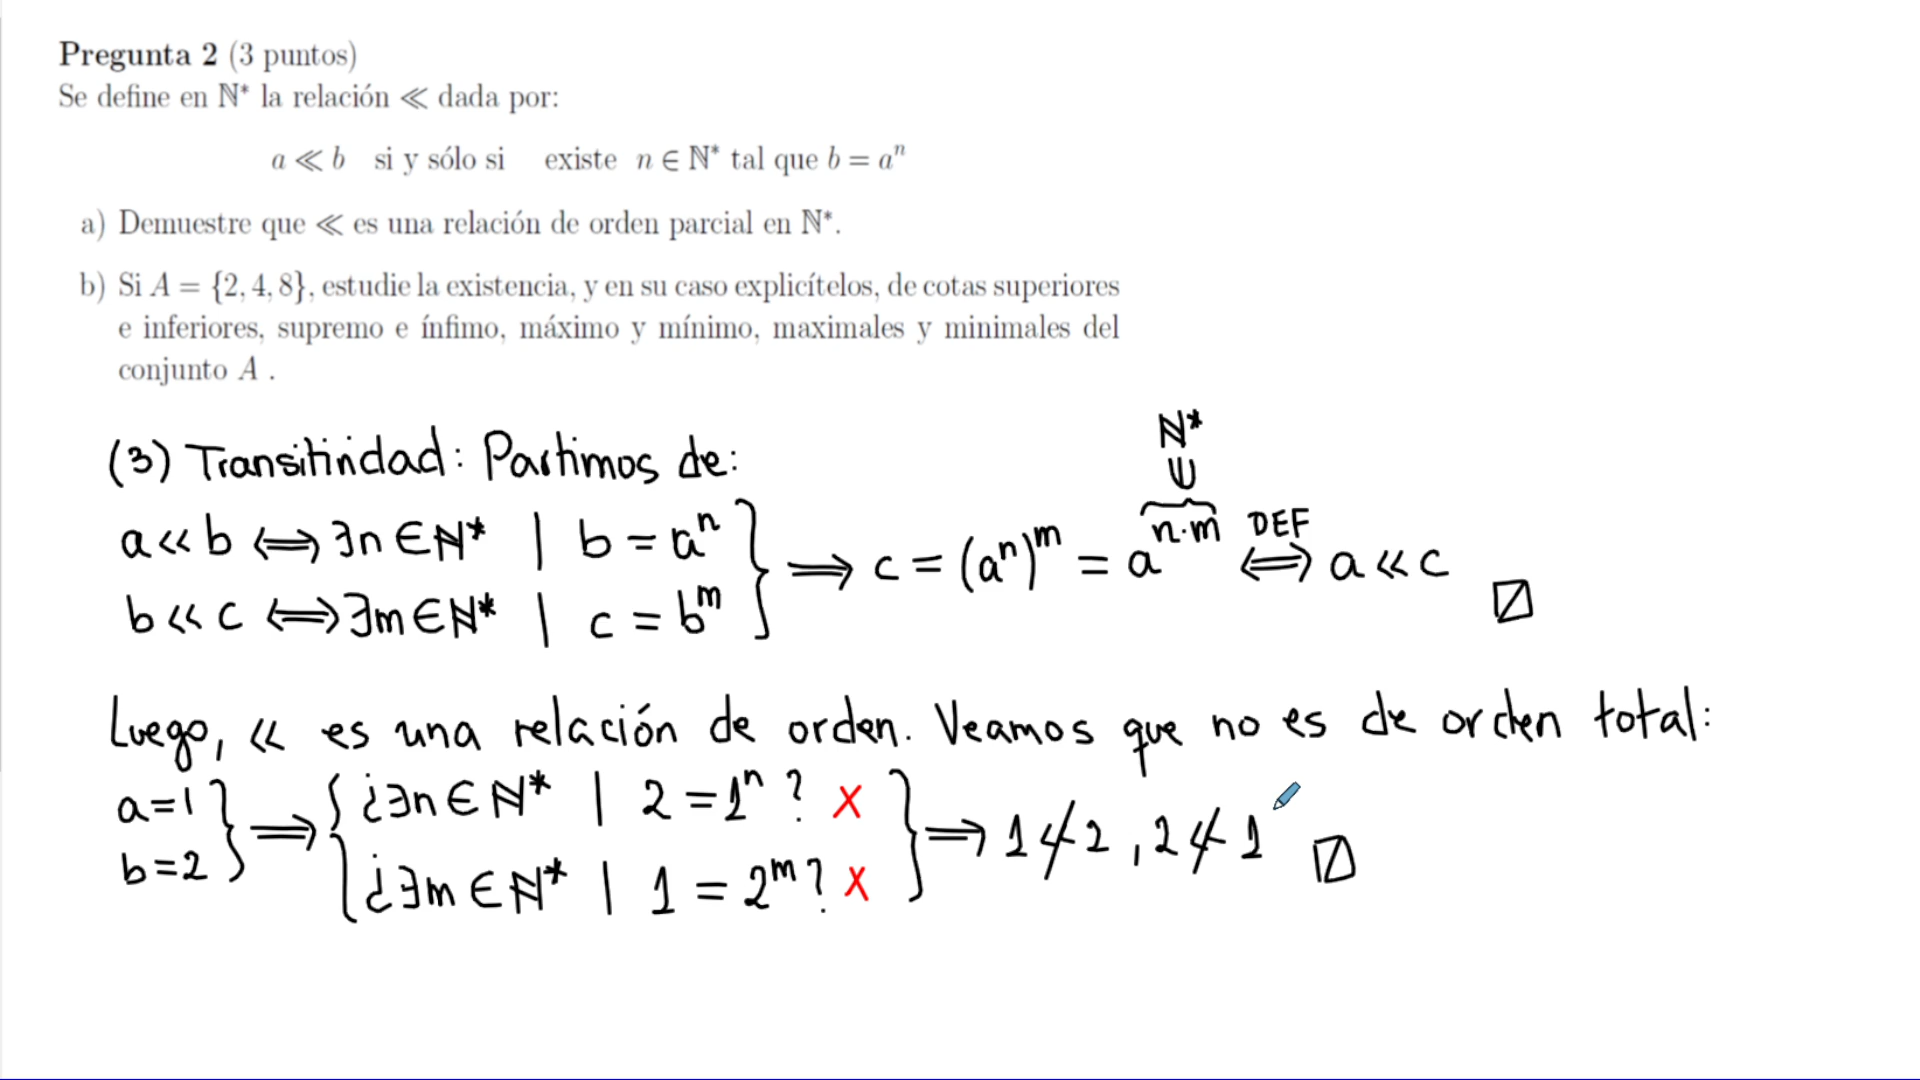 Pregunta 2 (3 puntos)
Se define en ℕ* la relación ≪ dada por:
a ≪ b si y sólo si existe n ∈ ℕ* tal que b = aⁿ
a) Demuestre que ≪ es una relación de orden parcial en ℕ*.
b) Si A = {2, 4, 8}, estudie la existencia, y en su caso explicítelos, de cotas superiores
e inferiores, supremo e ínfimo, máximo y mínimo, maximales y minimales del
conjunto A .
(3) Transitividad: Partimos de:
a ≪ b ⟺ ∃n ∈ ℕ* | b = aⁿ
b ≪ c ⟺ ∃m ∈ ℕ* | c = bᵐ } ⟹ c = (aⁿ)ᵐ = aⁿ·ᵐ ⟺ a ≪ c
ℕ*
∈
DEF
Luego, ≪ es una relación de orden. Veamos que no es de orden total:
a=1
b=2 } ⟹ { ¿∃n ∈ ℕ* | 2 = 1ⁿ? x
¿∃m ∈ ℕ* | 1 = 2ᵐ? x } ⟹ 1 ≪̸ 2 , 2 ≪̸ 1